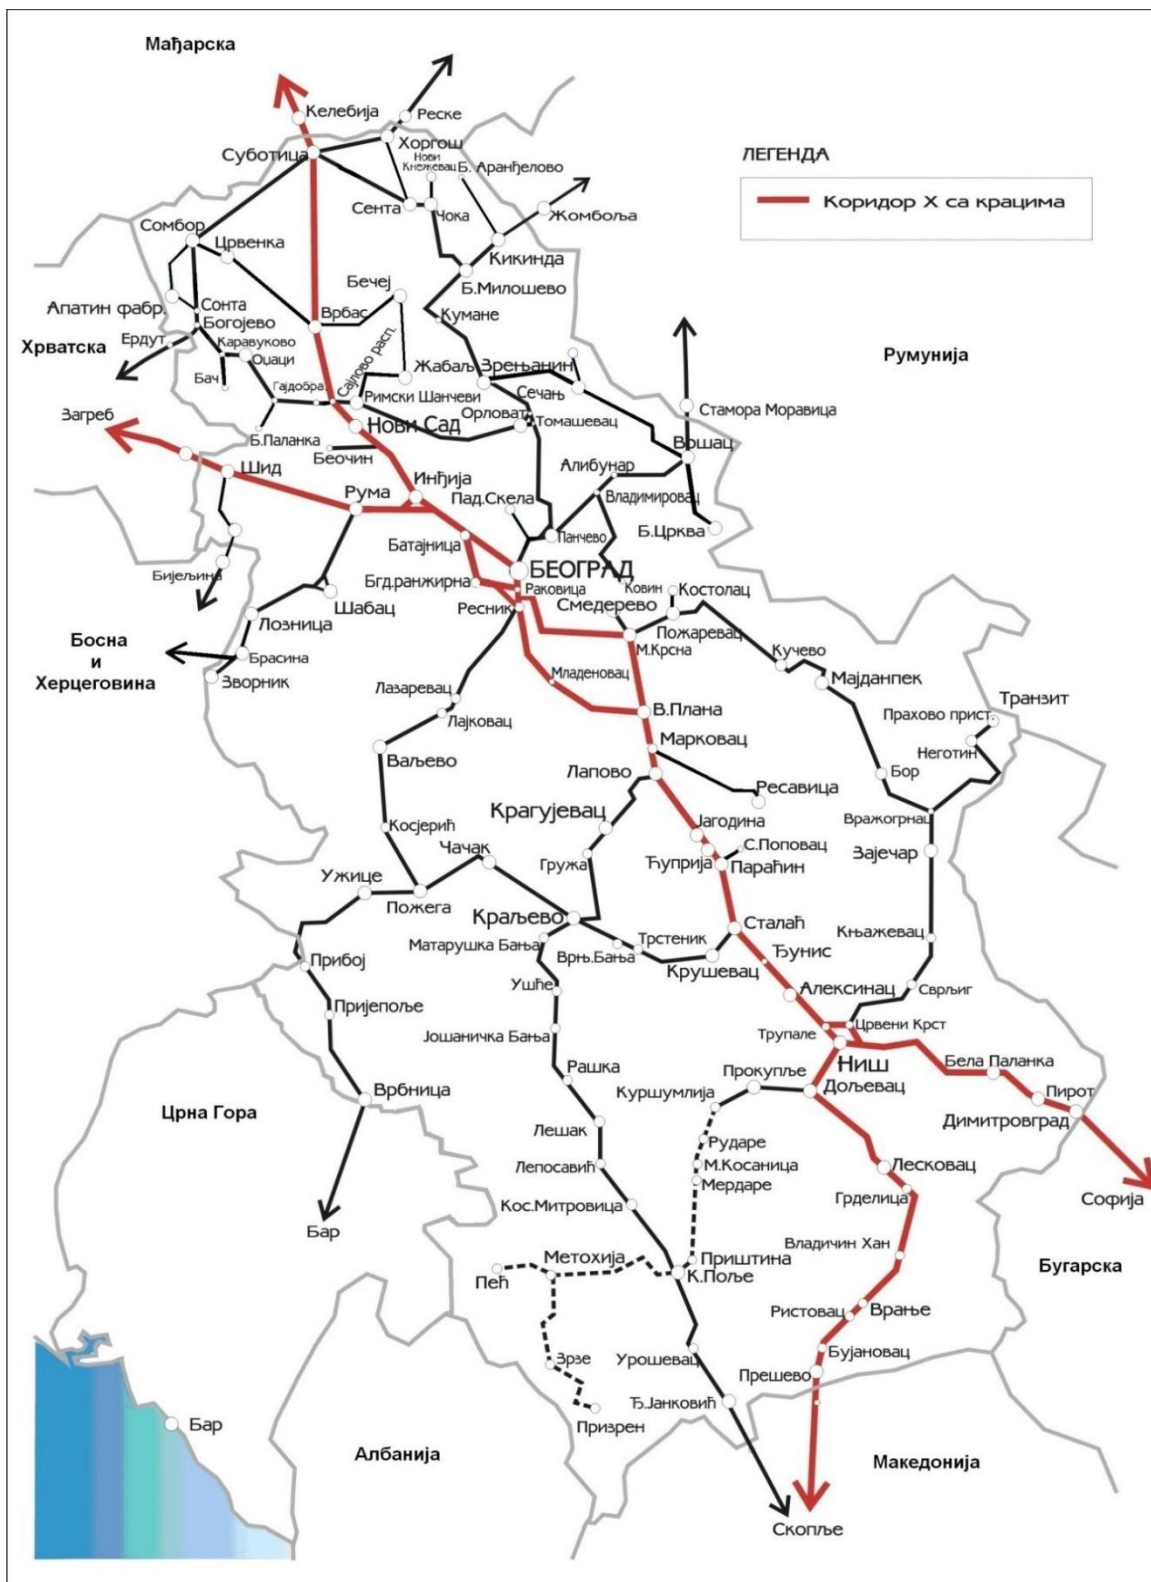 Мађарска
Келебија
Реске
Суботица
Хоргош
Нови
Кнежевац
Б. Аранђелово
ЛЕГЕНДА
Коридор X са крацима
Сента
Чока
Жомбоља
Сомбор
Црвенка
Кикинда
Бечеј
Б.Милошево
Апатин фабр.
Сонта
Врбас
Кумане
Богојево
Ердут
Каравуково
Хрватска
Оџаци
Сајлово расп.
Жабаљ
Зрењанин
Румунија
Бач
Гајдобра
Сечањ
Римски Шанчеви
Загреб
Орловат
Томашевац
Стамора Моравица
Нови Сад
Б.Паланка
Беочин
Вошац
Шид
Алибунар
Инђија
Рума
Пад.Скела
Владимировац
Б.Црква
Батајница
Панчево
БЕОГРАД
Бијељина
Бгд.ранжирна
Раковица
Ковин
Костолац
Шабац
Ресник
Смедерево
Лозница
Пожаревац
Босна
и
Херцеговина
Брасина
М.Крсна
Кучево
Зворник
Младеновац
Мајданпек
Лазаревац
Транзит
Лајковац
В.Плана
Прахово прист.
Марковац
Неготин
Ваљево
Лапово
Бор
Ресавица
Крагујевац
Вражогрнац
Косјерић
Јагодина
С.Поповац
Чачак
Гружа
Ћуприја
Параћин
Зајечар
Ужице
Пожега
Краљево
Сталаћ
Матарушка Бања
Трстеник
Књажевац
Врњ.Бања
Крушевац
Ђунис
Прибој
Ушће
Алексинац
Сврљиг
Пријепоље
Јошаничка Бања
Трупале
Црвени Крст
Ниш
Бела Паланка
Рашка
Прокупље
Врбница
Куршумлија
Дољевац
Пирот
Црна Гора
Димитровград
Лешак
Рударе
Лепосавић
М.Косаница
Лесковац
Мердаре
Грделица
Софија
Кос.Митровица
Бар
Владичин Хан
Метохија
Приштина
Бугарска
Пећ
К.Поље
Ристовац
Врање
Зрзе
Урошевац
Бујановац
Прешево
Ђ.Јанковић
Бар
Призрен
Албанија
Македонија
Скопље